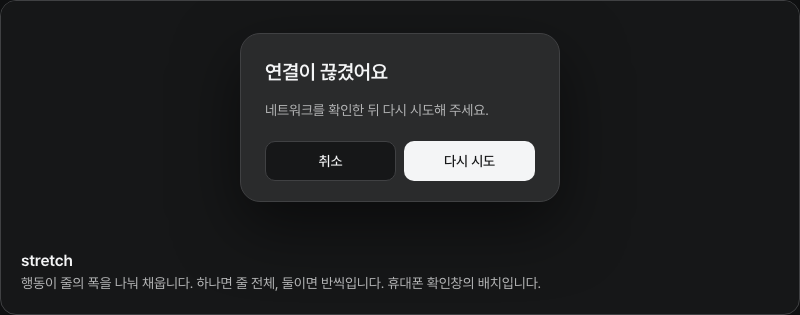 연결이 끊겼어요
네트워크를 확인한 뒤 다시 시도해 주세요.
취소
다시 시도
stretch
행동이 줄의 폭을 나눠 채웁니다. 하나면 줄 전체, 둘이면 반씩입니다. 휴대폰 확인창의 배치입니다.